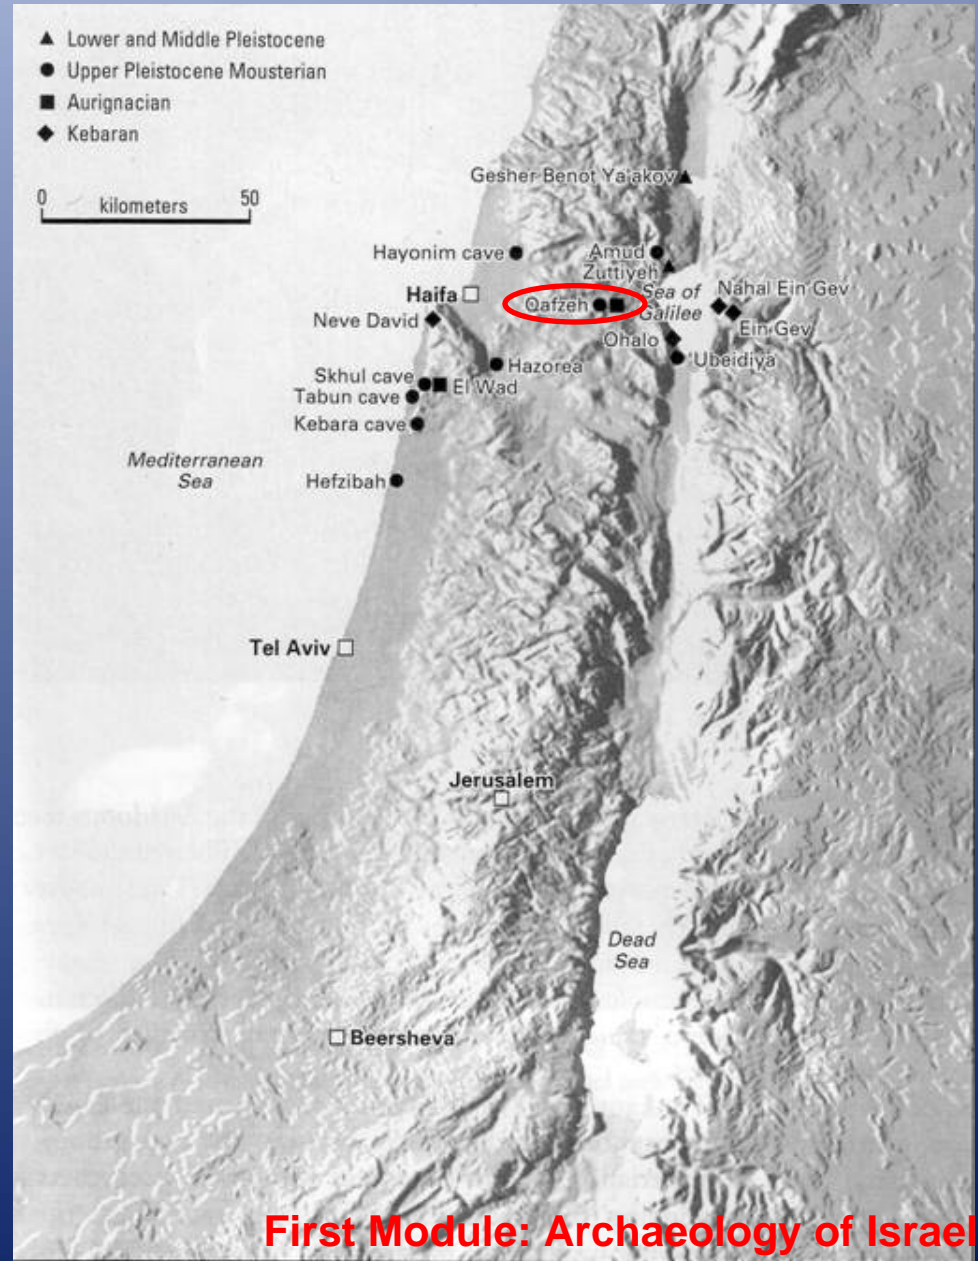 Lower and Middle Pleistocene
Upper Pleistocene Mousterian
Aurignacian
Kebaran
0 50
kilometers
Gesher Benot Ya'akov
Hayonim cave
Amud
Zuttiyeh
Haifa
Qafzeh
Sea of
Galilee
Nahal Ein Gev
Neve David
Ein Gev
Ohalo
Ubeidiya
Hazorea
Skhul cave
El Wad
Tabun cave
Kebara cave
Mediterranean
Sea
Hefzibah
Tel Aviv
Jerusalem
Dead
Sea
Beersheva
First Module: Archaeology of Israel